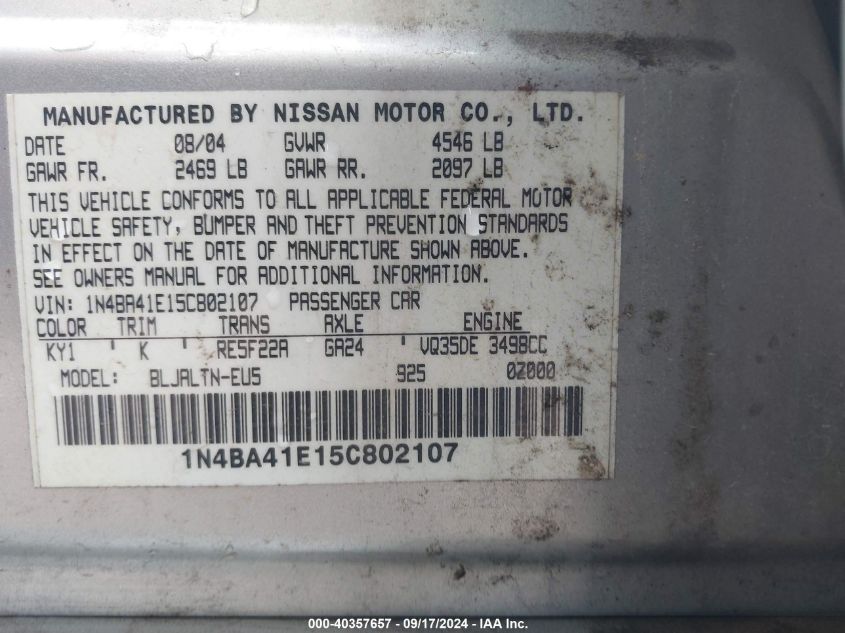 MANUFACTURED BY NISSAN MOTOR CO., LTD.
DATE 08/04 GVWR 4546 LB
GAWR FR. 2469 LB GAWR RR. 2097 LB
THIS VEHICLE CONFORMS TO ALL APPLICABLE FEDERAL MOTOR
VEHICLE SAFETY, BUMPER AND THEFT PREVENTION STANDARDS
IN EFFECT ON THE DATE OF MANUFACTURE SHOWN ABOVE.
SEE OWNERS MANUAL FOR ADDITIONAL INFORMATION.
VIN: 1N4BA41E15C802107 PASSENGER CAR
COLOR TRIM TRANS AXLE ENGINE
KY1 ' K ' RE5F22A GA24 ' VQ35DE 3498CC
MODEL: BLJALTN-EU5 925 0Z000
1N4BA41E15C802107
000-40357657 - 09/17/2024 - IAA Inc.